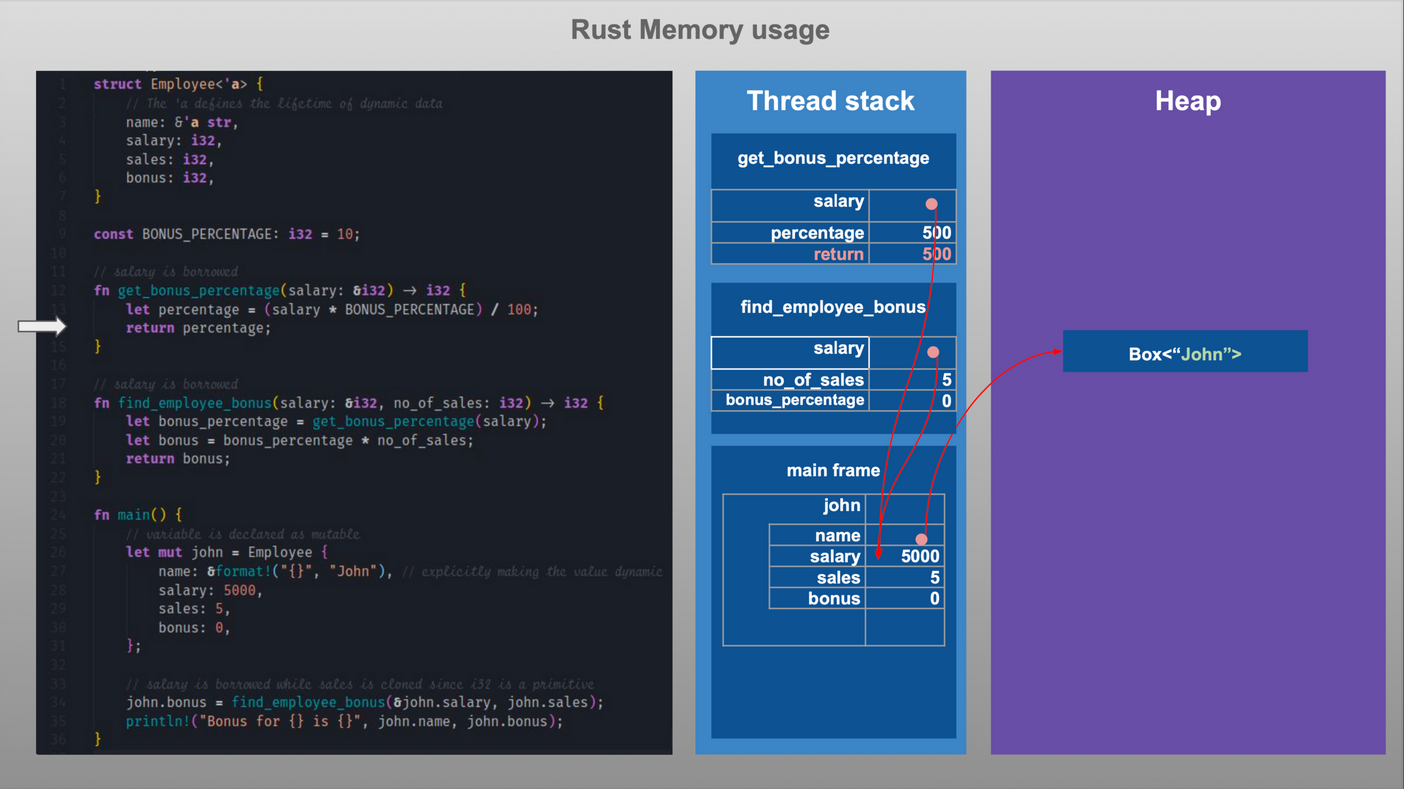 Rust Memory usage
1 struct Employee<'a> {
2 // The 'a defines the lifetime of dynamic data
3 name: &'a str,
4 salary: i32,
5 sales: i32,
6 bonus: i32,
7 }
8
9 const BONUS_PERCENTAGE: i32 = 10;
10
11 // salary is borrowed
12 fn get_bonus_percentage(salary: &i32) → i32 {
let percentage = (salary * BONUS_PERCENTAGE) / 100;
return percentage;
15 }
16
17 // salary is borrowed
18 fn find_employee_bonus(salary: &i32, no_of_sales: i32) → i32 {
19 let bonus_percentage = get_bonus_percentage(salary);
20 let bonus = bonus_percentage * no_of_sales;
21 return bonus;
22 }
23
24 fn main() {
25 // variable is declared as mutable
26 let mut john = Employee {
27 name: &format!("{}", "John"), // explicitly making the value dynamic
28 salary: 5000,
29 sales: 5,
30 bonus: 0,
31 };
32
33 // salary is borrowed while sales is cloned since i32 is a primitive
34 john.bonus = find_employee_bonus(&john.salary, john.sales);
35 println!("Bonus for {} is {}", john.name, john.bonus);
36 }
Thread stack
get_bonus_percentage
salary
percentage 500
return 500
find_employee_bonus
salary
no_of_sales 5
bonus_percentage 0
main frame
john
name
salary 5000
sales 5
bonus 0
Heap
Box<“John”>